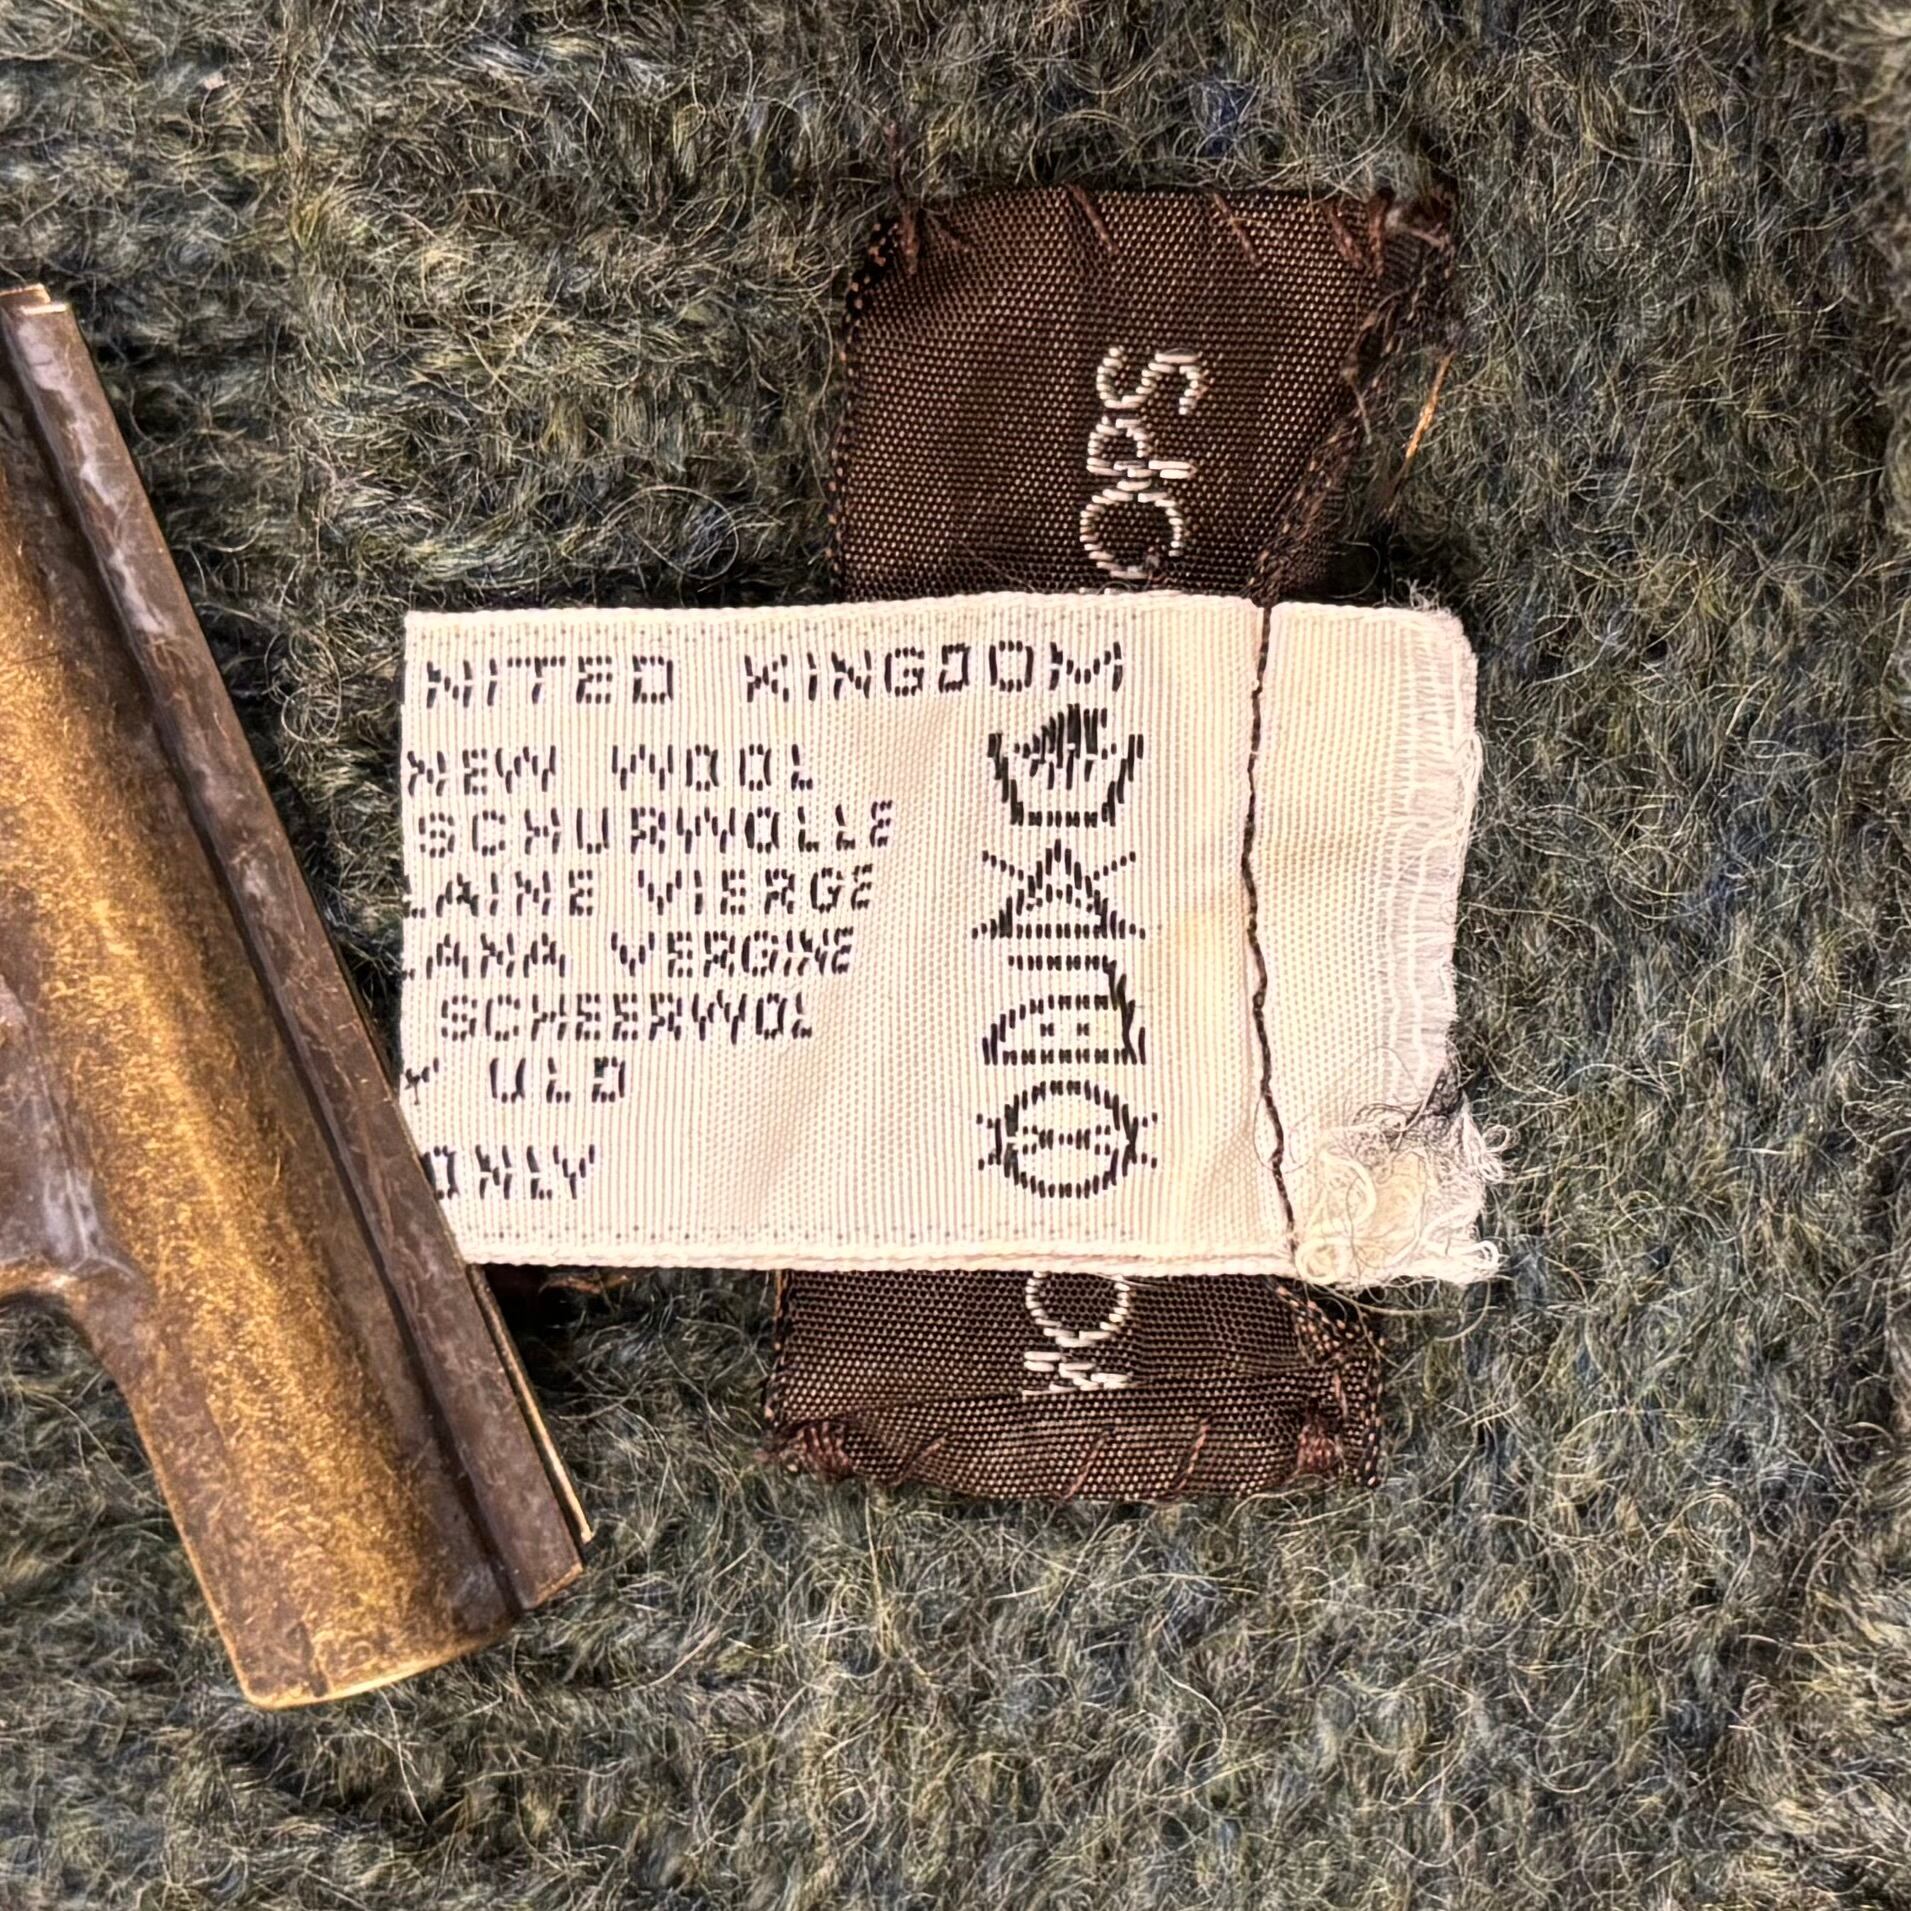 NITED KINGDOM
NEW WOOL
SCHURWOLLE
LAINE VIERGE
LANA VERGINE
SCHEERWOL
Y ULD
ONLY